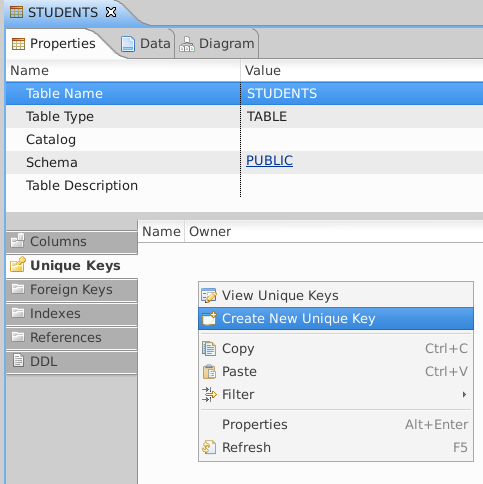 STUDENTS
Properties Data Diagram
Name Value
Table Name STUDENTS
Table Type TABLE
Catalog
Schema PUBLIC
Table Description
Columns
Unique Keys
Foreign Keys
Indexes
References
DDL
Name Owner
View Unique Keys
Create New Unique Key
Copy Ctrl+C
Paste Ctrl+V
Filter
Properties Alt+Enter
Refresh F5